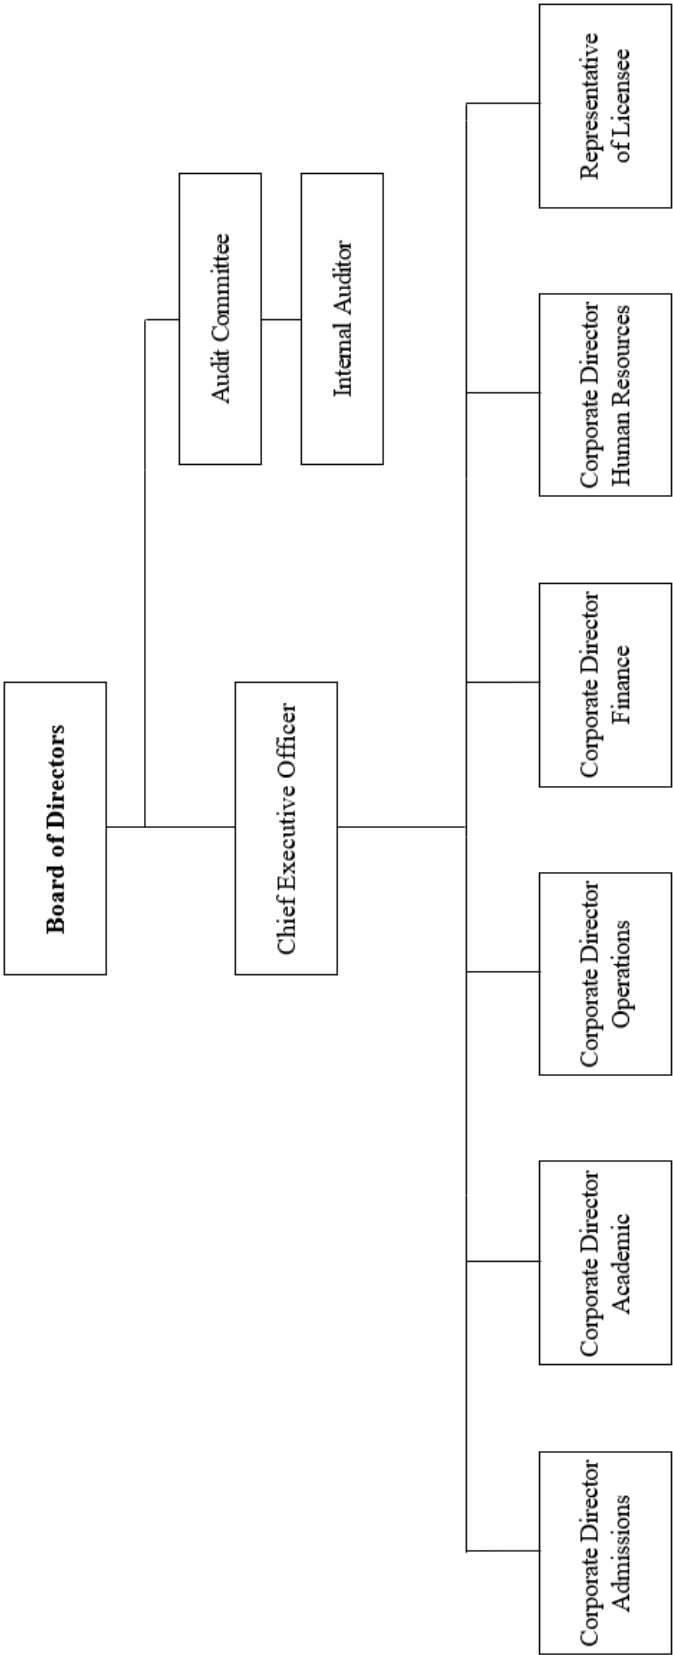 Board of Directors
Audit Committee
Chief Executive Officer
Internal Auditor
Corporate Director
Admissions
Corporate Director
Academic
Corporate Director
Operations
Corporate Director
Finance
Corporate Director
Human Resources
Representative
of Licensee